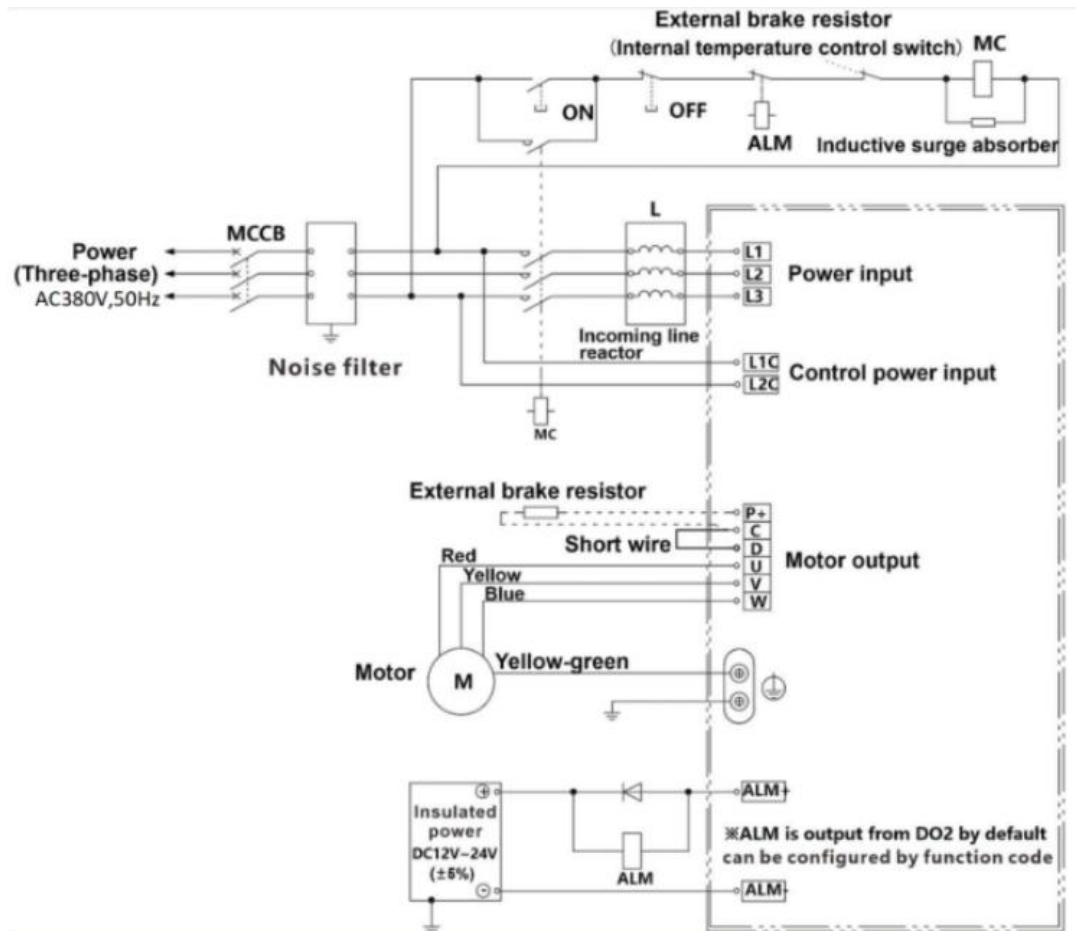 External brake resistor
(Internal temperature control switch) MC
ON
OFF
ALM
Inductive surge absorber
MCCB
L
Power
(Three-phase)
AC380V,50Hz
L1
L2
L3
Power input
Noise filter
Incoming line
reactor
L1C
L2C
Control power input
MC
External brake resistor
P+
C
D
U
V
W
Short wire
Motor output
Red
Yellow
Blue
Motor
M
Yellow-green
Insulated
power
DC12V~24V
(±5%)
ALM
ALM+
ALM-
※ALM is output from DO2 by default
can be configured by function code